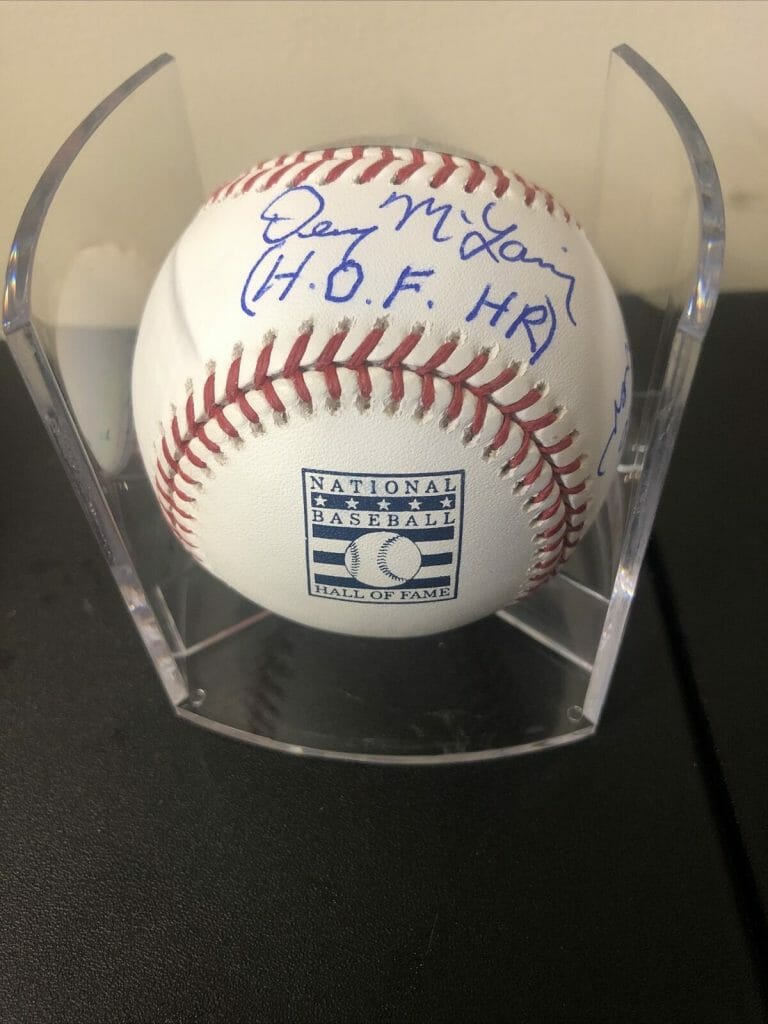 Denny McLain
(H.O.F. HR)
NATIONAL
BASEBALL
HALL OF FAME